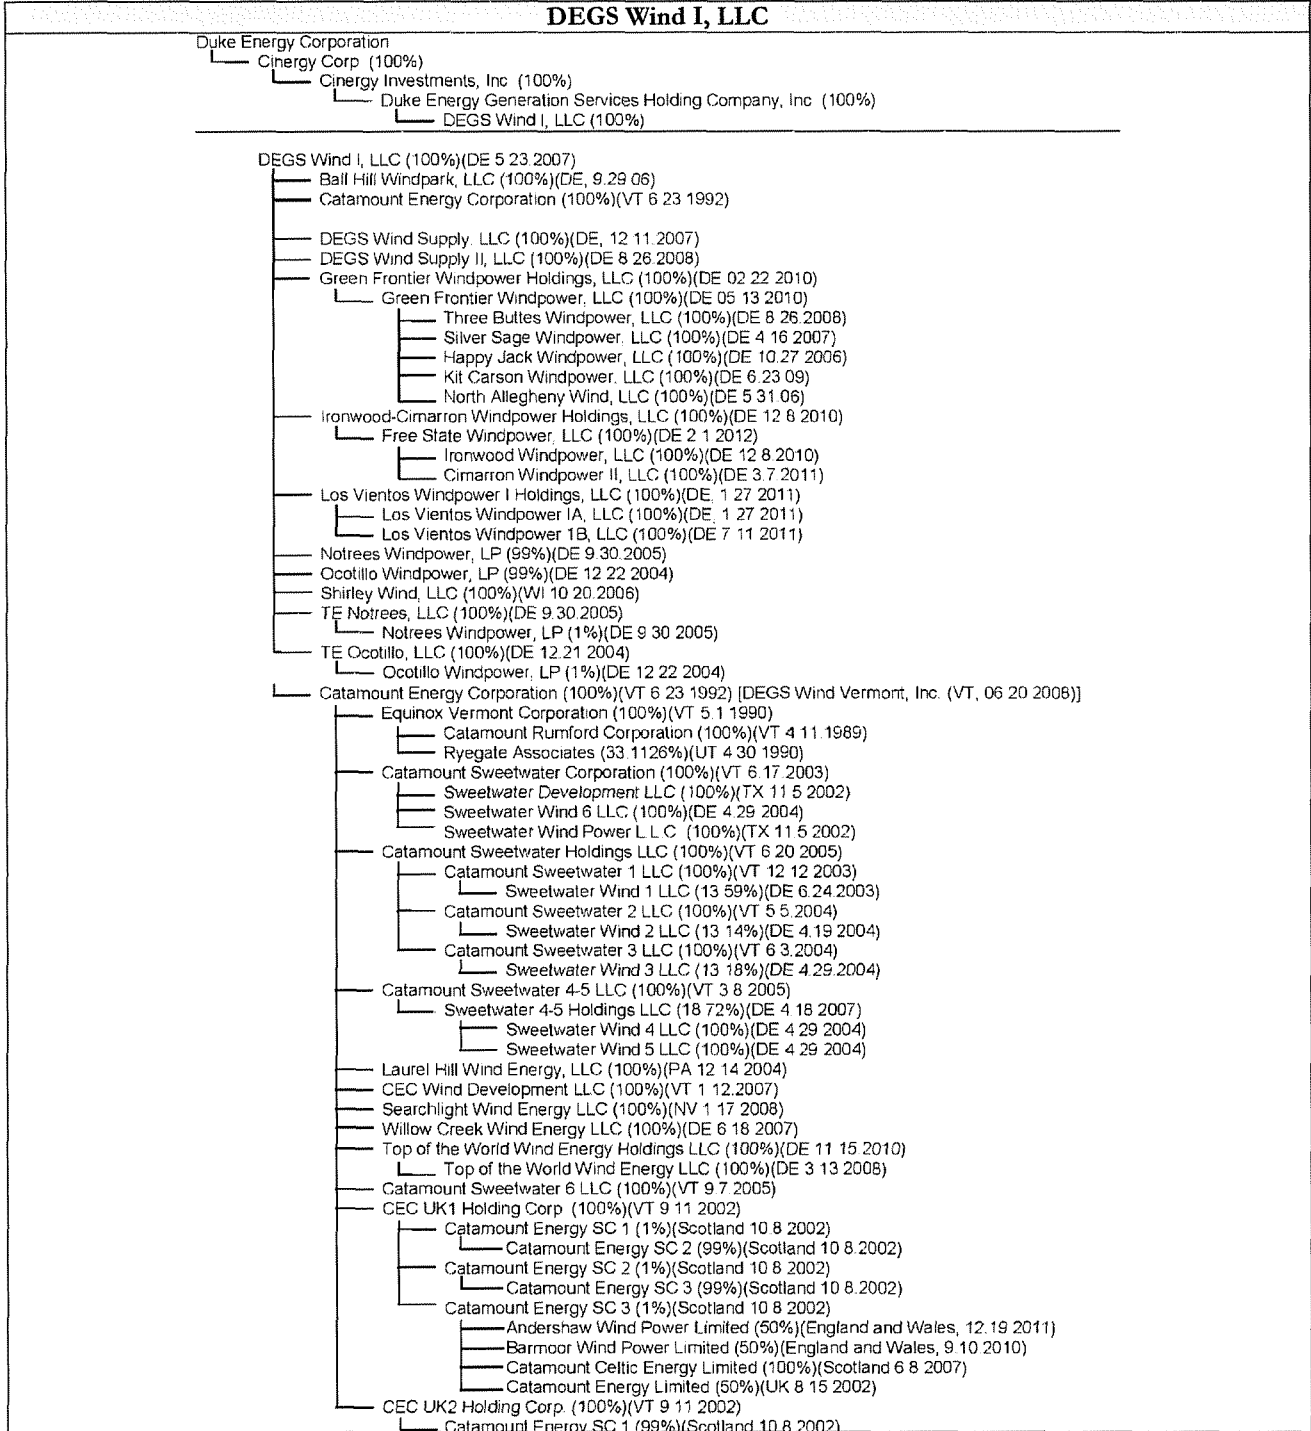 DEGS Wind I, LLC
Duke Energy Corporation
Cinergy Corp (100%)
Cinergy Investments, Inc (100%)
Duke Energy Generation Services Holding Company, Inc (100%)
DEGS Wind I, LLC (100%)
DEGS Wind I, LLC (100%)(DE 5 23.2007)
Ball Hill Windpark, LLC (100%)(DE, 9.29 06)
Catamount Energy Corporation (100%)(VT 6 23 1992)
DEGS Wind Supply. LLC (100%)(DE, 12 11.2007)
DEGS Wind Supply II, LLC (100%)(DE 8 26.2008)
Green Frontier Windpower Holdings, LLC (100%)(DE 02 22 2010)
Green Frontier Windpower, LLC (100%)(DE 05 13 2010)
Three Buttes Windpower, LLC (100%)(DE 8 26.2008)
Silver Sage Windpower. LLC (100%)(DE 4 16 2007)
Happy Jack Windpower, LLC (100%)(DE 10.27 2006)
Kit Carson Windpower. LLC (100%)(DE 6.23 09)
North Allegheny Wind, LLC (100%)(DE 5 31.06)
Ironwood-Cimarron Windpower Holdings, LLC (100%)(DE 12 8 2010)
Free State Windpower, LLC (100%)(DE 2 1 2012)
Ironwood Windpower, LLC (100%)(DE 12 8.2010)
Cimarron Windpower II, LLC (100%)(DE 3.7 2011)
Los Vientos Windpower I Holdings, LLC (100%)(DE, 1 27 2011)
Los Vientos Windpower IA, LLC (100%)(DE, 1 27 2011)
Los Vientos Windpower 1B, LLC (100%)(DE 7 11 2011)
Notrees Windpower, LP (99%)(DE 9.30.2005)
Ocotillo Windpower, LP (99%)(DE 12 22 2004)
Shirley Wind, LLC (100%)(WI 10 20.2006)
TE Notrees, LLC (100%)(DE 9.30.2005)
Notrees Windpower, LP (1%)(DE 9 30 2005)
TE Ocotillo, LLC (100%)(DE 12.21 2004)
Ocotillo Windpower, LP (1%)(DE 12 22 2004)
Catamount Energy Corporation (100%)(VT 6 23 1992) [DEGS Wind Vermont, Inc. (VT, 06 20 2008)]
Equinox Vermont Corporation (100%)(VT 5.1 1990)
Catamount Rumford Corporation (100%)(VT 4 11.1989)
Ryegate Associates (33.1126%)(UT 4 30 1990)
Catamount Sweetwater Corporation (100%)(VT 6.17.2003)
Sweetwater Development LLC (100%)(TX 11 5 2002)
Sweetwater Wind 6 LLC (100%)(DE 4.29 2004)
Sweetwater Wind Power L.L.C (100%)(TX 11.5 2002)
Catamount Sweetwater Holdings LLC (100%)(VT 6 20 2005)
Catamount Sweetwater 1 LLC (100%)(VT 12 12 2003)
Sweetwater Wind 1 LLC (13 59%)(DE 6.24.2003)
Catamount Sweetwater 2 LLC (100%)(VT 5 5.2004)
Sweetwater Wind 2 LLC (13 14%)(DE 4.19 2004)
Catamount Sweetwater 3 LLC (100%)(VT 6 3.2004)
Sweetwater Wind 3 LLC (13 18%)(DE 4.29.2004)
Catamount Sweetwater 4-5 LLC (100%)(VT 3 8 2005)
Sweetwater 4-5 Holdings LLC (18 72%)(DE 4.18 2007)
Sweetwater Wind 4 LLC (100%)(DE 4 29 2004)
Sweetwater Wind 5 LLC (100%)(DE 4 29 2004)
Laurel Hill Wind Energy, LLC (100%)(PA 12 14 2004)
CEC Wind Development LLC (100%)(VT 1 12.2007)
Searchlight Wind Energy LLC (100%)(NV 1 17 2008)
Willow Creek Wind Energy LLC (100%)(DE 6 18 2007)
Top of the World Wind Energy Holdings LLC (100%)(DE 11 15.2010)
Top of the World Wind Energy LLC (100%)(DE 3 13 2008)
Catamount Sweetwater 6 LLC (100%)(VT 9.7.2005)
CEC UK1 Holding Corp (100%)(VT 9 11 2002)
Catamount Energy SC 1 (1%)(Scotland 10 8 2002)
Catamount Energy SC 2 (99%)(Scotland 10 8.2002)
Catamount Energy SC 2 (1%)(Scotland 10 8 2002)
Catamount Energy SC 3 (99%)(Scotland 10 8.2002)
Catamount Energy SC 3 (1%)(Scotland 10 8 2002)
Andershaw Wind Power Limited (50%)(England and Wales, 12.19 2011)
Barmoor Wind Power Limited (50%)(England and Wales, 9.10.2010)
Catamount Celtic Energy Limited (100%)(Scotland 6 8 2007)
Catamount Energy Limited (50%)(UK 8 15 2002)
CEC UK2 Holding Corp. (100%)(VT 9 11 2002)
Catamount Energy SC 1 (99%)(Scotland 10.8 2002)